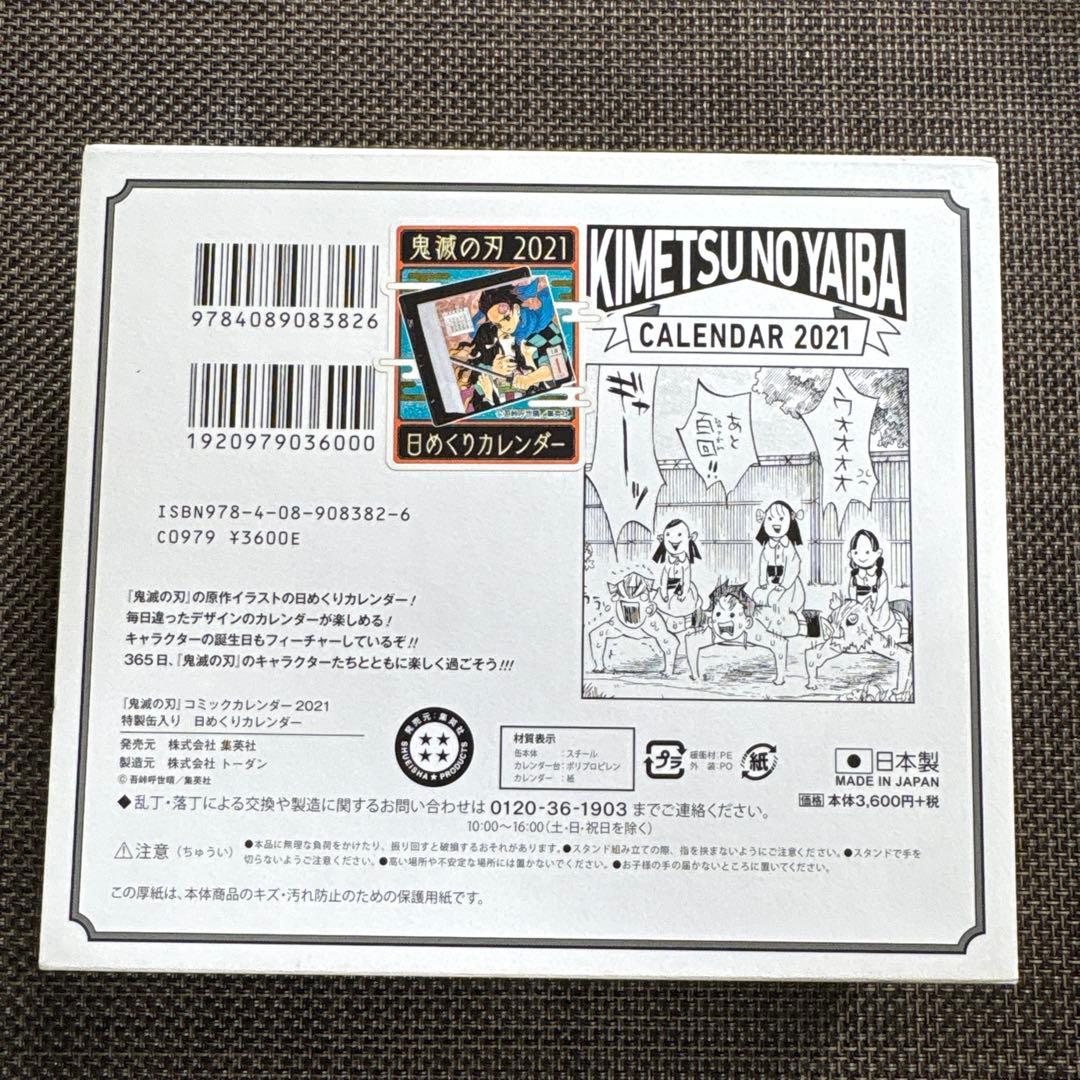 9784089083826
1920979036000
ISBN978-4-08-908382-6
C0979 ¥3600E
鬼滅の刃 2021
日めくりカレンダー
KIMETSU NO YAIBA
CALENDAR 2021
ウオオオオ
あと
百回!!
ひゃっかい
『鬼滅の刃』の原作イラストの日めくりカレンダー!
毎日違ったデザインのカレンダーが楽しめる!
キャラクターの誕生日もフィーチャーしているぞ!!
365日、『鬼滅の刃』のキャラクターたちとともに楽しく過ごそう!!!
『鬼滅の刃』コミックカレンダー2021
特製缶入り 日めくりカレンダー
発売元 株式会社 集英社
製造元 株式会社 トーダン
©吾峠呼世晴／集英社
発売元:集英社
SHUEISHA★PRODUCTS
材質表示
缶本体 :スチール
カレンダー台:ポリプロピレン
カレンダー :紙
プラ
緩衝材:PE
外 装:PO
紙
日本製
MADE IN JAPAN
価格 本体3,600円+税
◆乱丁・落丁による交換や製造に関するお問い合わせは 0120-36-1903 までご連絡ください。
10:00～16:00(土・日・祝日を除く)
⚠注意 (ちゅうい) ●本品に無理な負荷をかけたり、振り回すと破損するおそれがあります。●スタンド組み立ての際、指を挟まないようにご注意ください。●スタンドで手を
切らないようご注意ください。●高い場所や不安定な場所には置かないでください。●お子様の手の届かないところに置いてください。
この厚紙は、本体商品のキズ・汚れ防止のための保護用紙です。